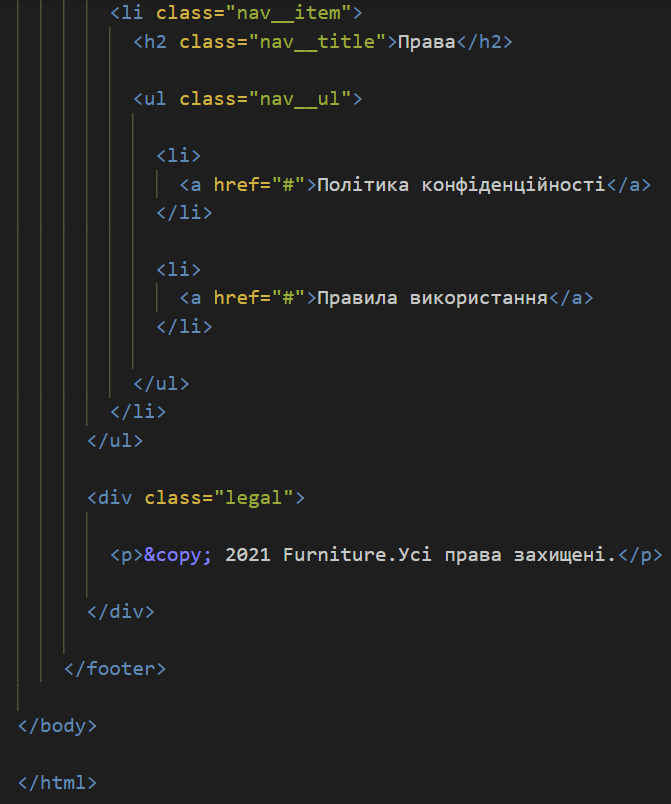 <li class="nav__item">
<h2 class="nav__title">Права</h2>
<ul class="nav__ul">
<li>
<a href="#">Політика конфіденційності</a>
</li>
<li>
<a href="#">Правила використання</a>
</li>
</ul>
</li>
</ul>
<div class="legal">
<p>&copy; 2021 Furniture.Усі права захищені.</p>
</div>
</footer>
</body>
</html>